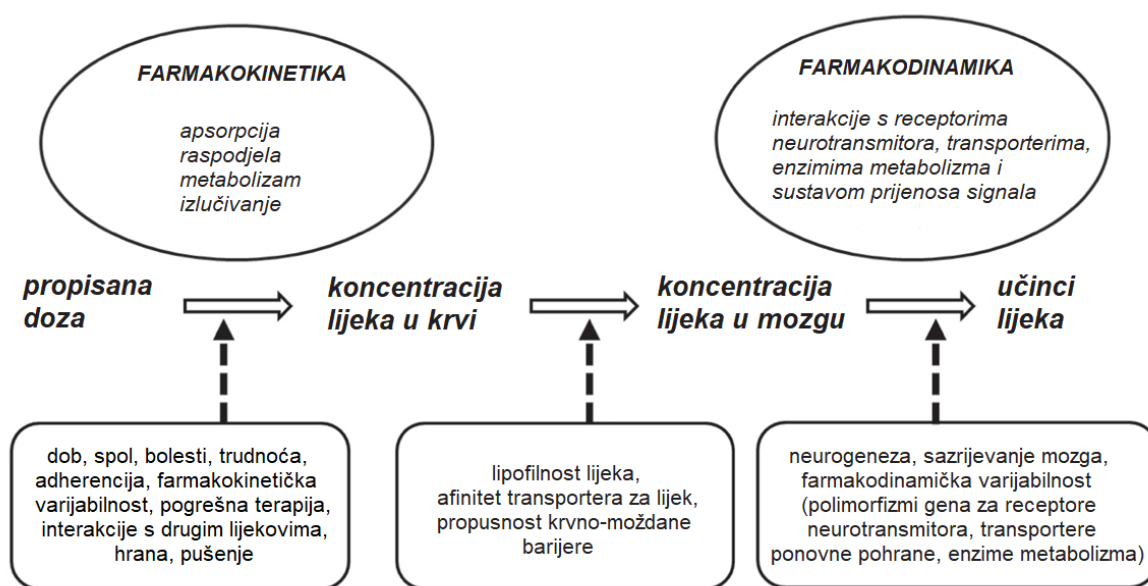 FARMAKOKINETIKA
apsorpcija
raspodjela
metabolizam
izlučivanje
FARMAKODINAMIKA
interakcije s receptorima
neurotransmitora, transporterima,
enzimima metabolizma i
sustavom prijenosa signala
propisana
doza
koncentracija
lijeka u krvi
koncentracija
lijeka u mozgu
učinci
lijeka
dob, spol, bolesti, trudnoća,
adherencija, farmakokinetička
varijabilnost, pogrešna terapija,
interakcije s drugim lijekovima,
hrana, pušenje
lipofilnost lijeka,
afinitet transportera za lijek,
propusnost krvno-moždane
barijere
neurogeneza, sazrijevanje mozga,
farmakodinamička varijabilnost
(polimorfizmi gena za receptore
neurotransmitora, transportere
ponovne pohrane, enzime metabolizma)